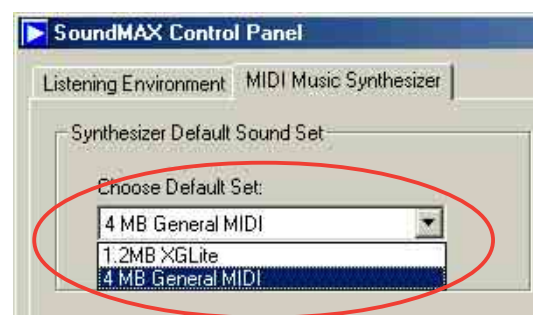 SoundMAX Control Panel
Listening Environment MIDI Music Synthesizer
Synthesizer Default Sound Set
Choose Default Set:
4 MB General MIDI
1.2MB XGLite
4 MB General MIDI